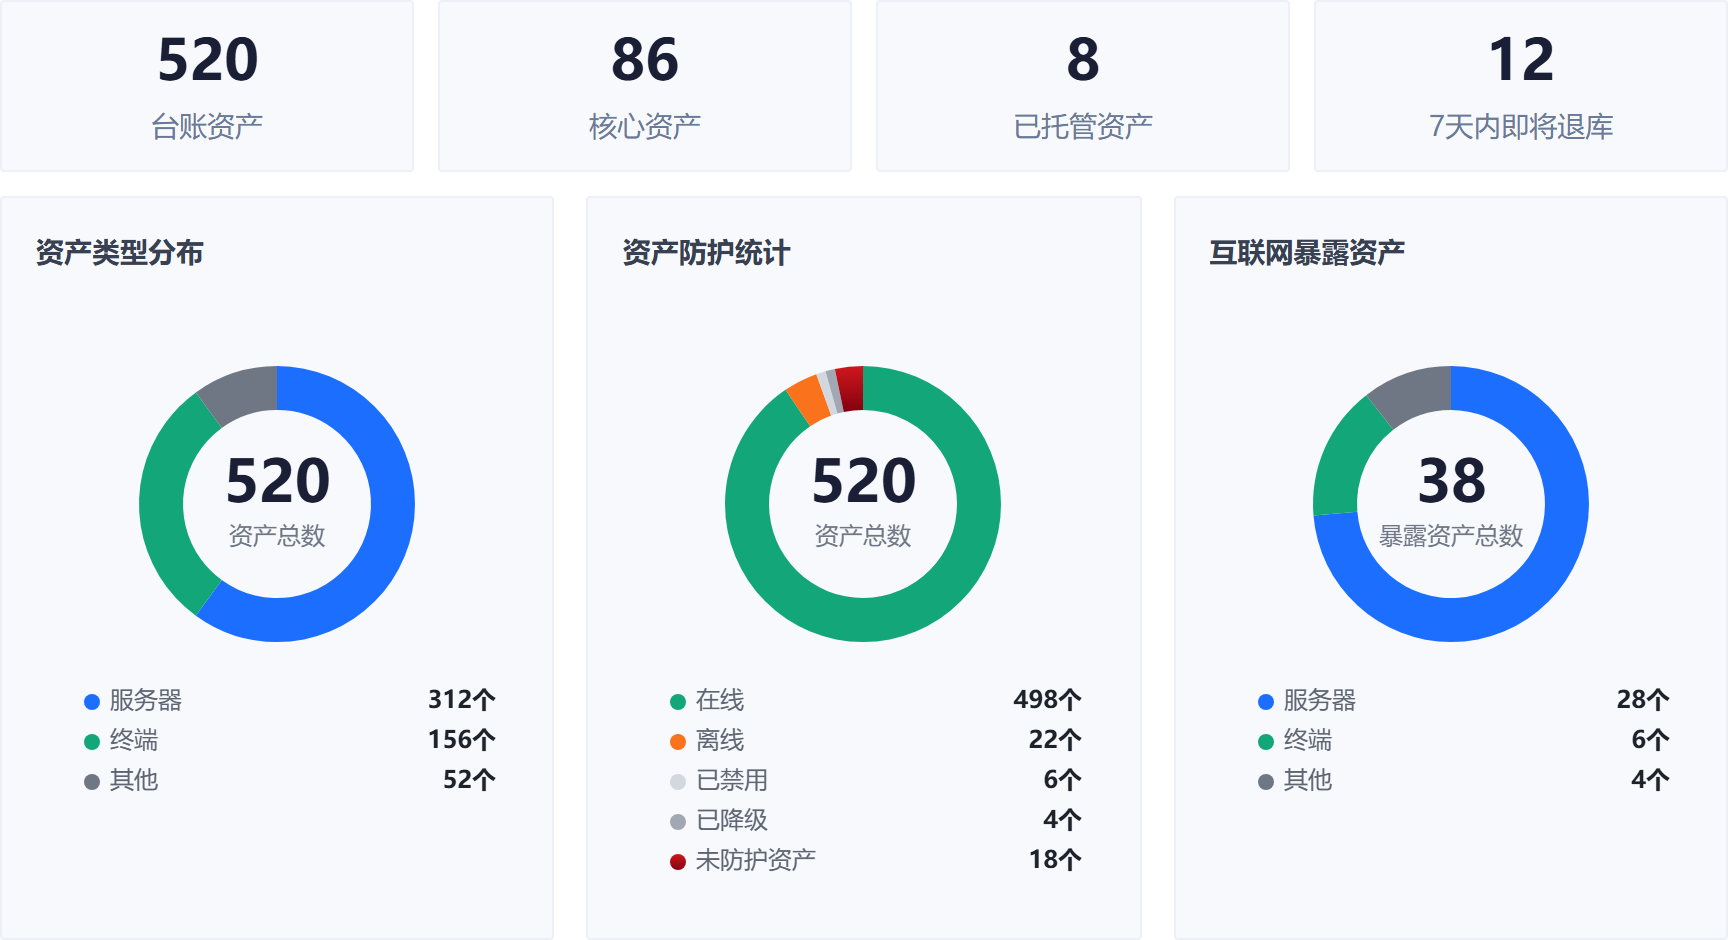 520
台账资产
86
核心资产
8
已托管资产
12
7天内即将退库
资产类型分布
520
资产总数
服务器 312个
终端 156个
其他 52个
资产防护统计
520
资产总数
在线 498个
离线 22个
已禁用 6个
已降级 4个
未防护资产 18个
互联网暴露资产
38
暴露资产总数
服务器 28个
终端 6个
其他 4个